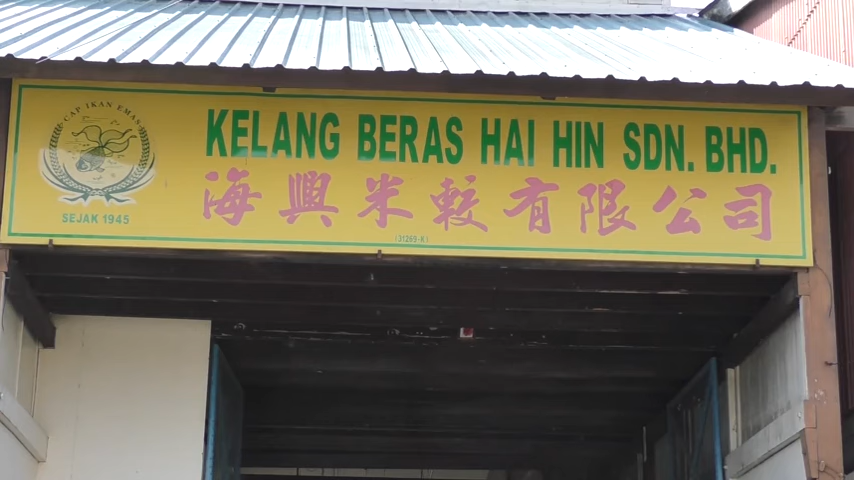 CAP IKAN EMAS
SEJAK 1945
KELANG BERAS HAI HIN SDN. BHD.
海興米較有限公司
(31269-K)